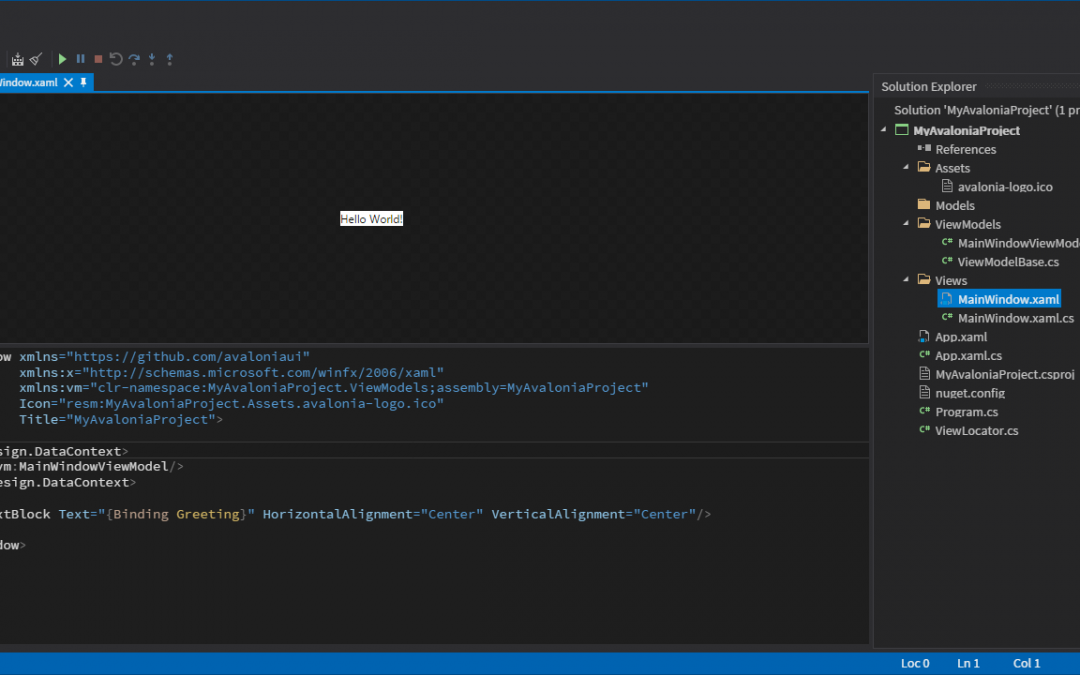 Window.xaml
Hello World!
ow xmlns="https://github.com/avaloniaui"
xmlns:x="http://schemas.microsoft.com/winfx/2006/xaml"
xmlns:vm="clr-namespace:MyAvaloniaProject.ViewModels;assembly=MyAvaloniaProject"
Icon="resm:MyAvaloniaProject.Assets.avalonia-logo.ico"
Title="MyAvaloniaProject">
sign.DataContext>
vm:MainWindowViewModel/>
esign.DataContext>
xtBlock Text="{Binding Greeting}" HorizontalAlignment="Center" VerticalAlignment="Center"/>
dow>
Solution Explorer
Solution 'MyAvaloniaProject' (1 pr
MyAvaloniaProject
References
Assets
avalonia-logo.ico
Models
ViewModels
C# MainWindowViewMode
C# ViewModelBase.cs
Views
MainWindow.xaml
C# MainWindow.xaml.cs
App.xaml
C# App.xaml.cs
MyAvaloniaProject.csproj
nuget.config
C# Program.cs
C# ViewLocator.cs
Loc 0 Ln 1 Col 1